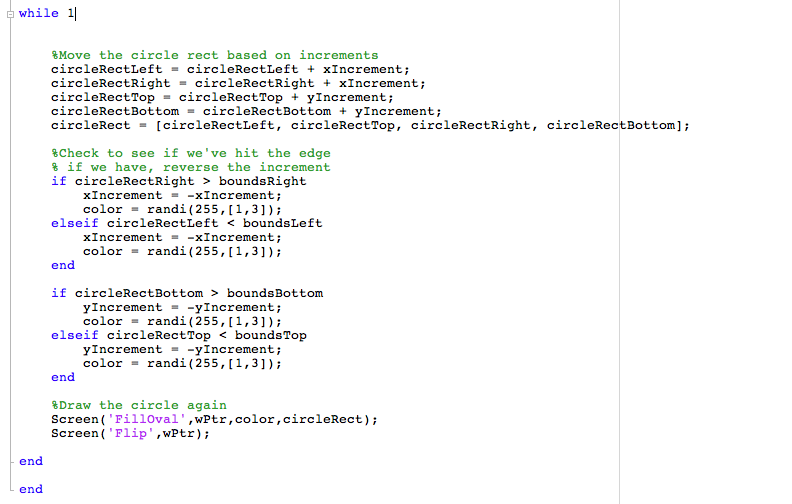 while 1
%Move the circle rect based on increments
circleRectLeft = circleRectLeft + xIncrement;
circleRectRight = circleRectRight + xIncrement;
circleRectTop = circleRectTop + yIncrement;
circleRectBottom = circleRectBottom + yIncrement;
circleRect = [circleRectLeft, circleRectTop, circleRectRight, circleRectBottom];
%Check to see if we've hit the edge
% if we have, reverse the increment
if circleRectRight > boundsRight
xIncrement = -xIncrement;
color = randi(255,[1,3]);
elseif circleRectLeft < boundsLeft
xIncrement = -xIncrement;
color = randi(255,[1,3]);
end
if circleRectBottom > boundsBottom
yIncrement = -yIncrement;
color = randi(255,[1,3]);
elseif circleRectTop < boundsTop
yIncrement = -yIncrement;
color = randi(255,[1,3]);
end
%Draw the circle again
Screen('FillOval',wPtr,color,circleRect);
Screen('Flip',wPtr);
end
end